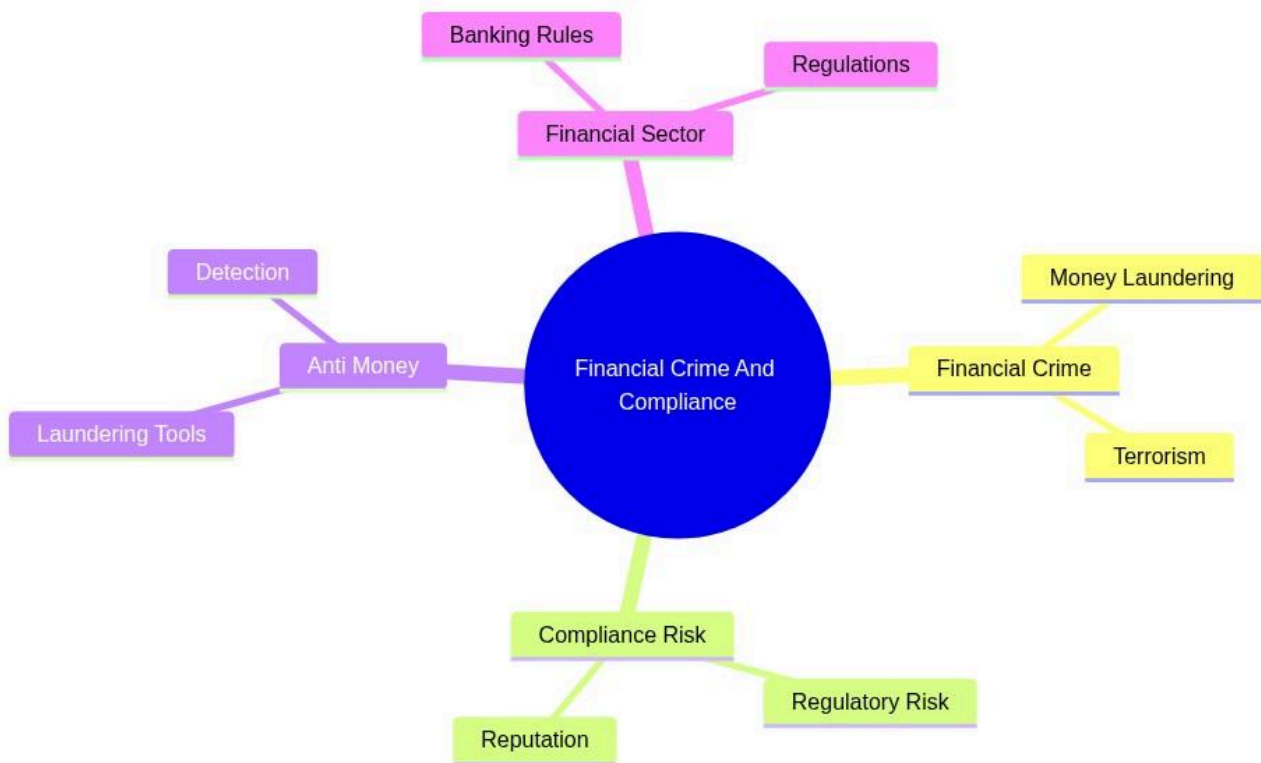 Banking Rules
Regulations
Financial Sector
Detection
Money Laundering
Anti Money
Financial Crime And
Compliance
Financial Crime
Laundering Tools
Terrorism
Compliance Risk
Regulatory Risk
Reputation